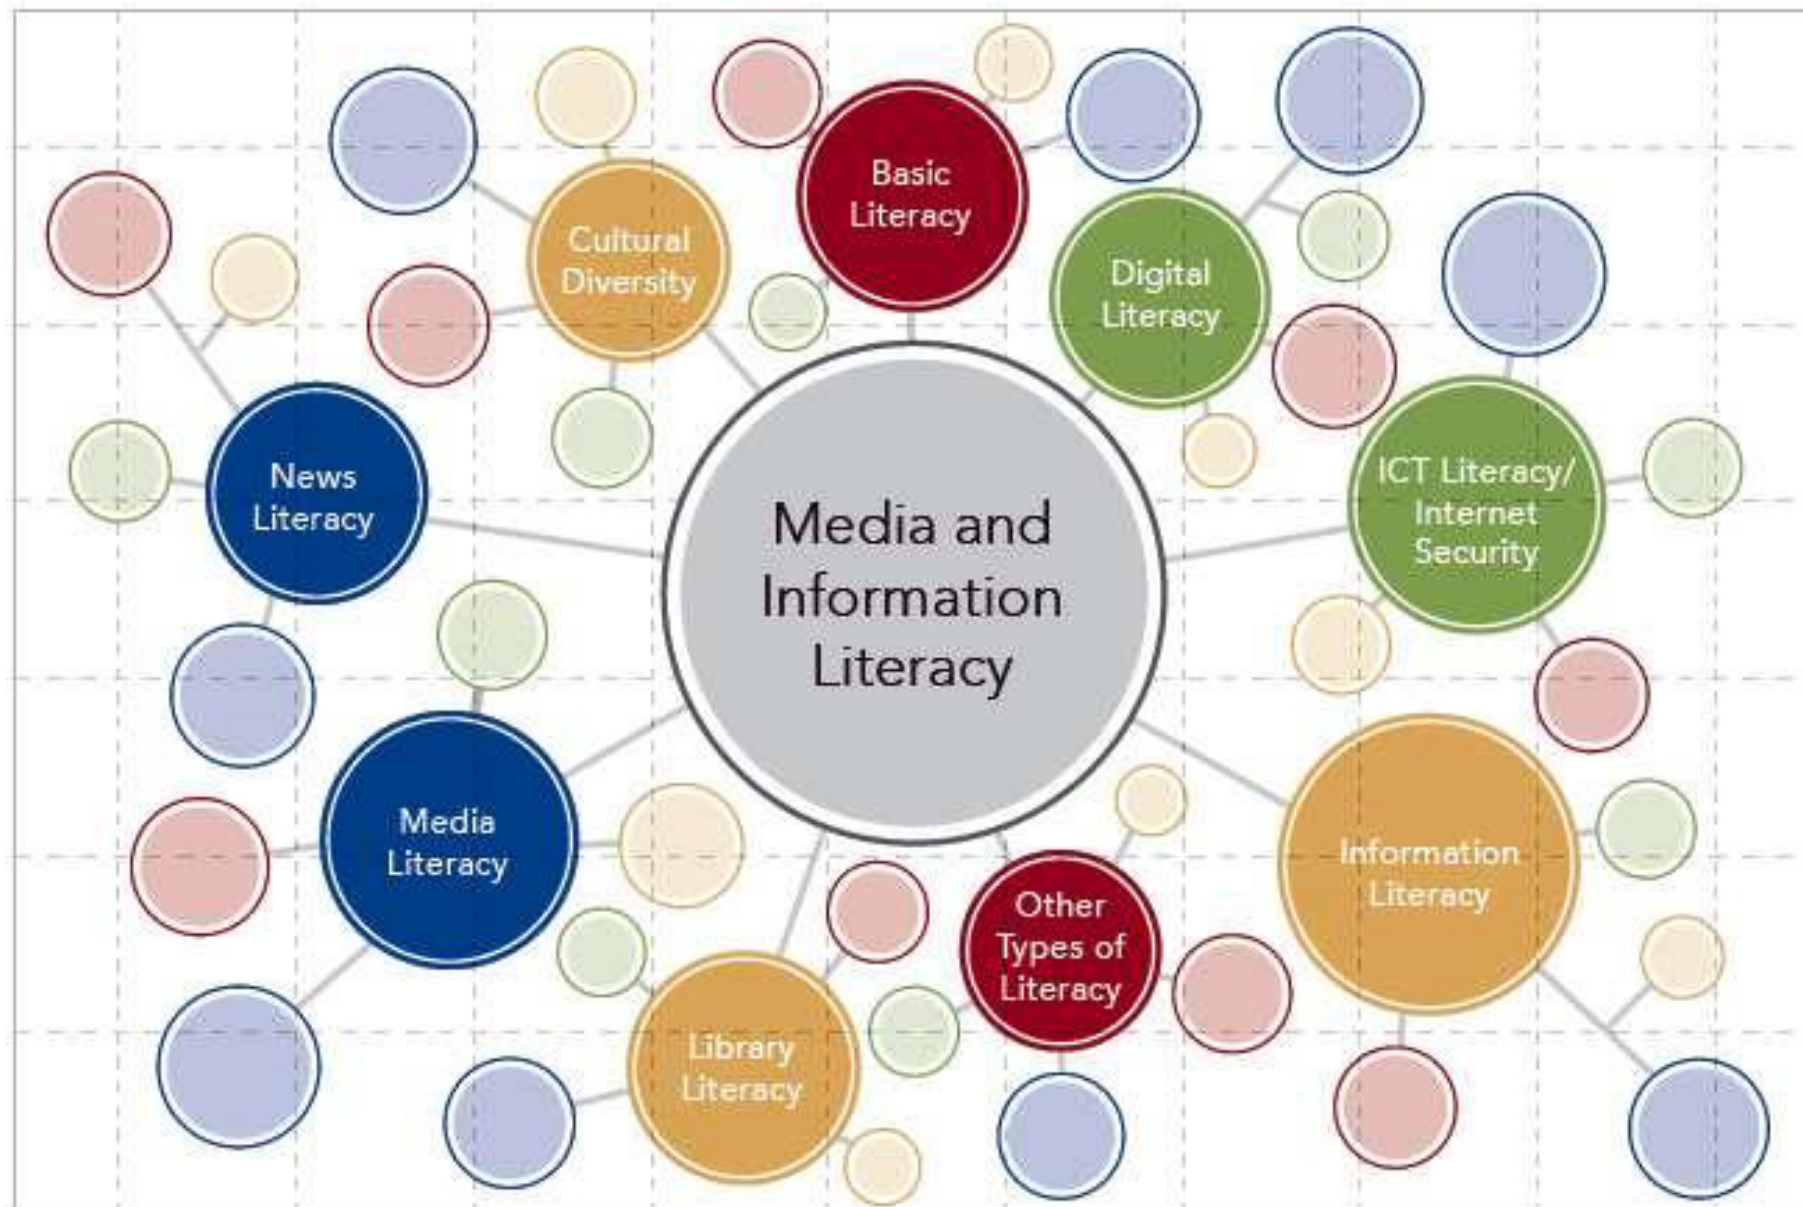 Basic
Literacy
Cultural
Diversity
Digital
Literacy
News
Literacy
ICT Literacy/
Internet
Security
Media and
Information
Literacy
Media
Literacy
Information
Literacy
Other
Types of
Literacy
Library
Literacy